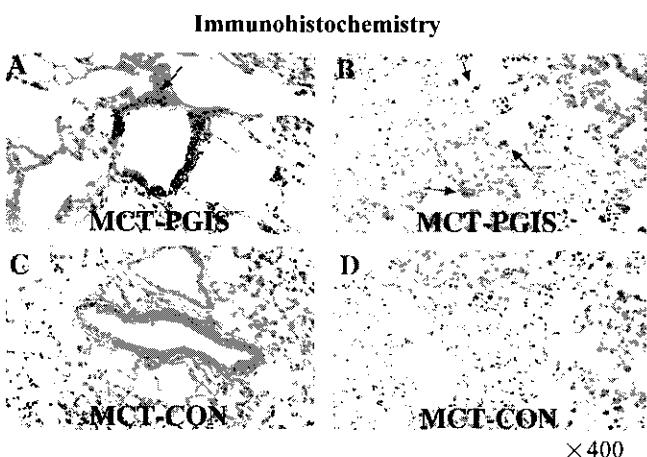 Immunohistochemistry
A
B
MCT-PGIS
MCT-PGIS
C
D
MCT-CON
MCT-CON
×400